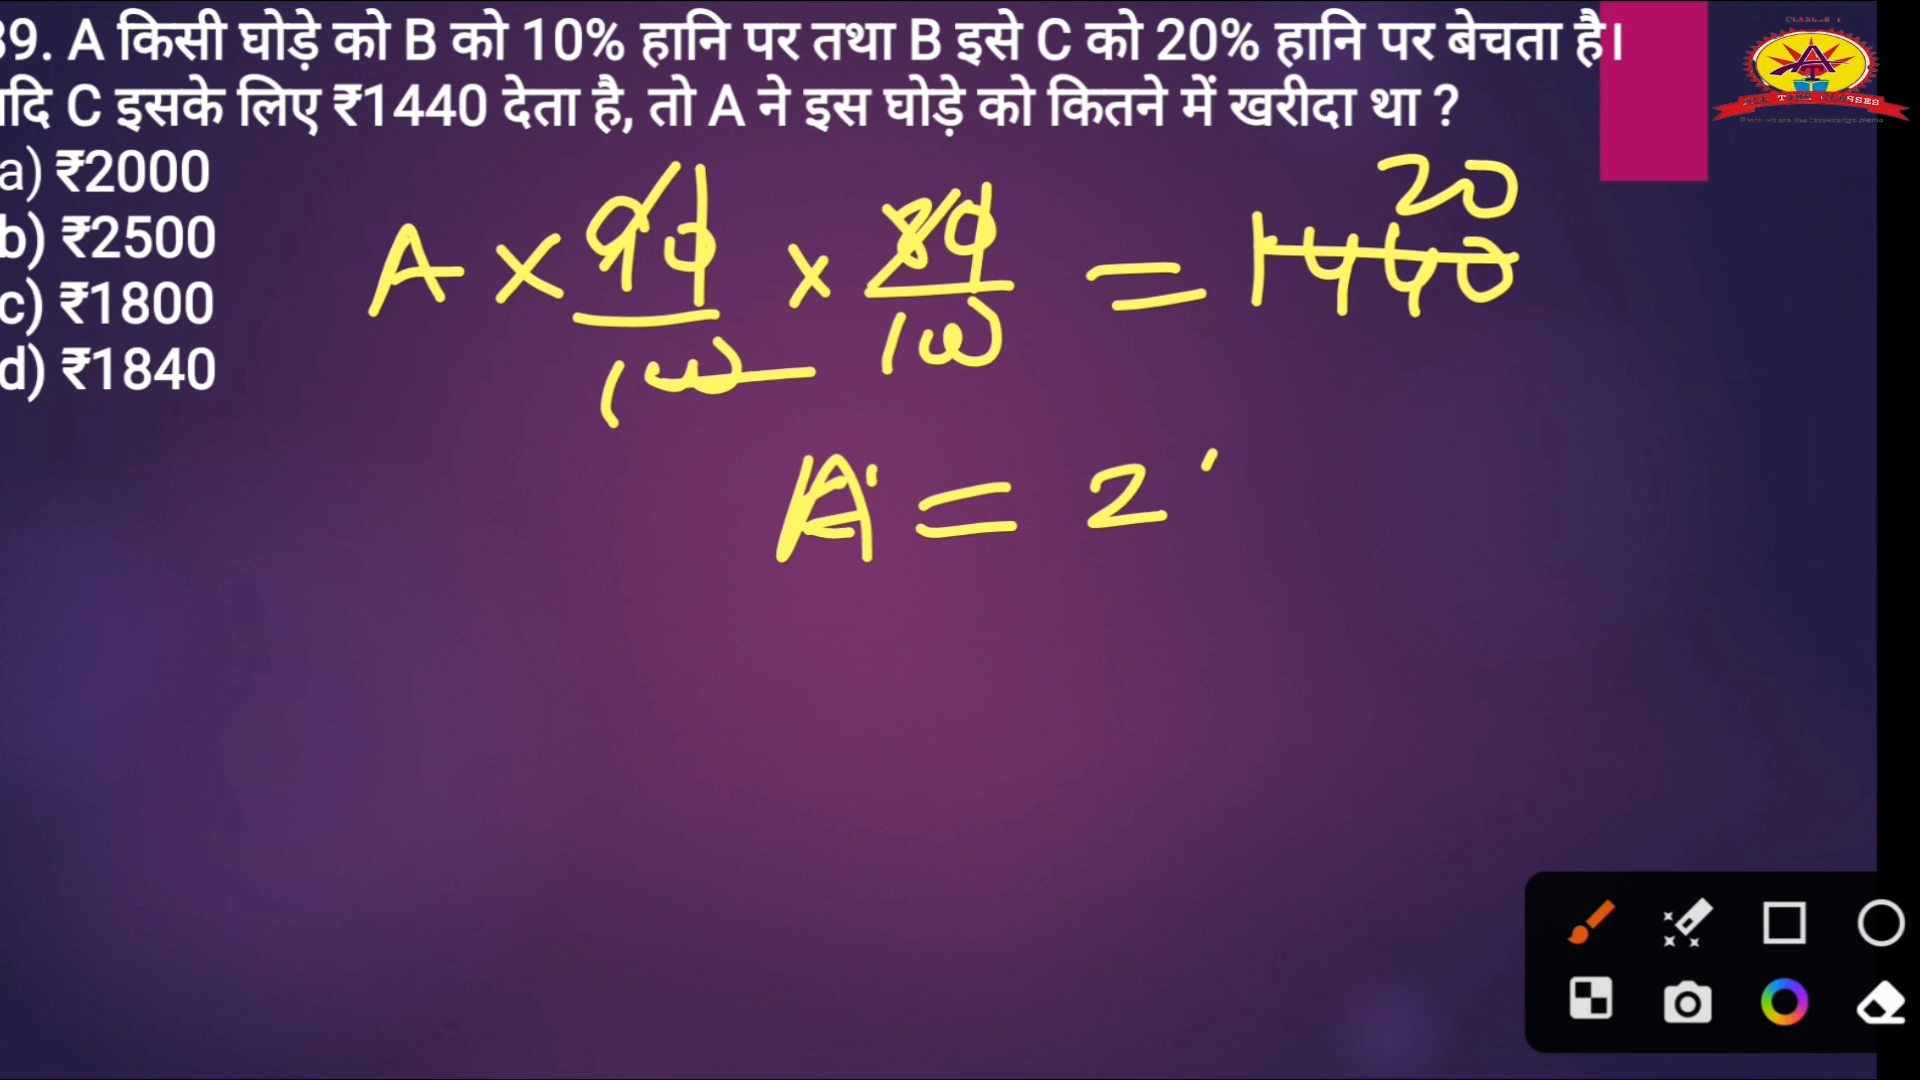 39. A किसी घोड़े को B को 10% हानि पर तथा B इसे C को 20% हानि पर बेचता है।
दि C इसके लिए ₹1440 देता है, तो A ने इस घोड़े को कितने में खरीदा था ?
a) ₹2000
b) ₹2500
c) ₹1800
d) ₹1840
20
A × 90/100 × 80/100 = 1440
A = 2